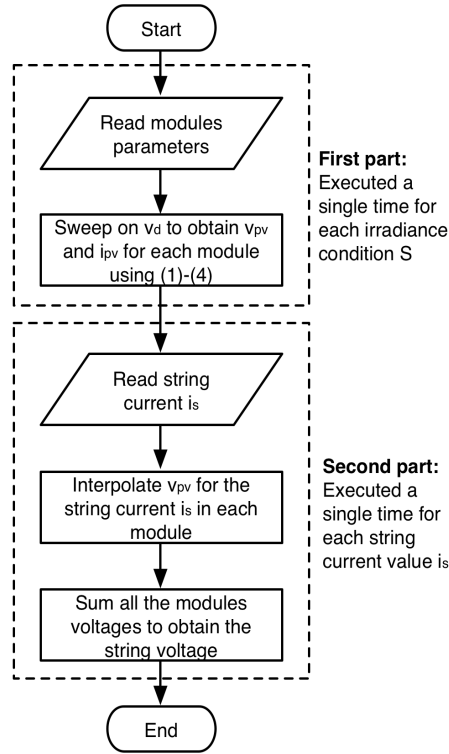 Start
Read modules
parameters
First part:
Executed a
single time for
each irradiance
condition S
Sweep on vd to obtain vpv
and ipv for each module
using (1)-(4)
Read string
current is
Second part:
Executed a
single time for
each string
current value is
Interpolate vpv for the
string current is in each
module
Sum all the modules
voltages to obtain the
string voltage
End